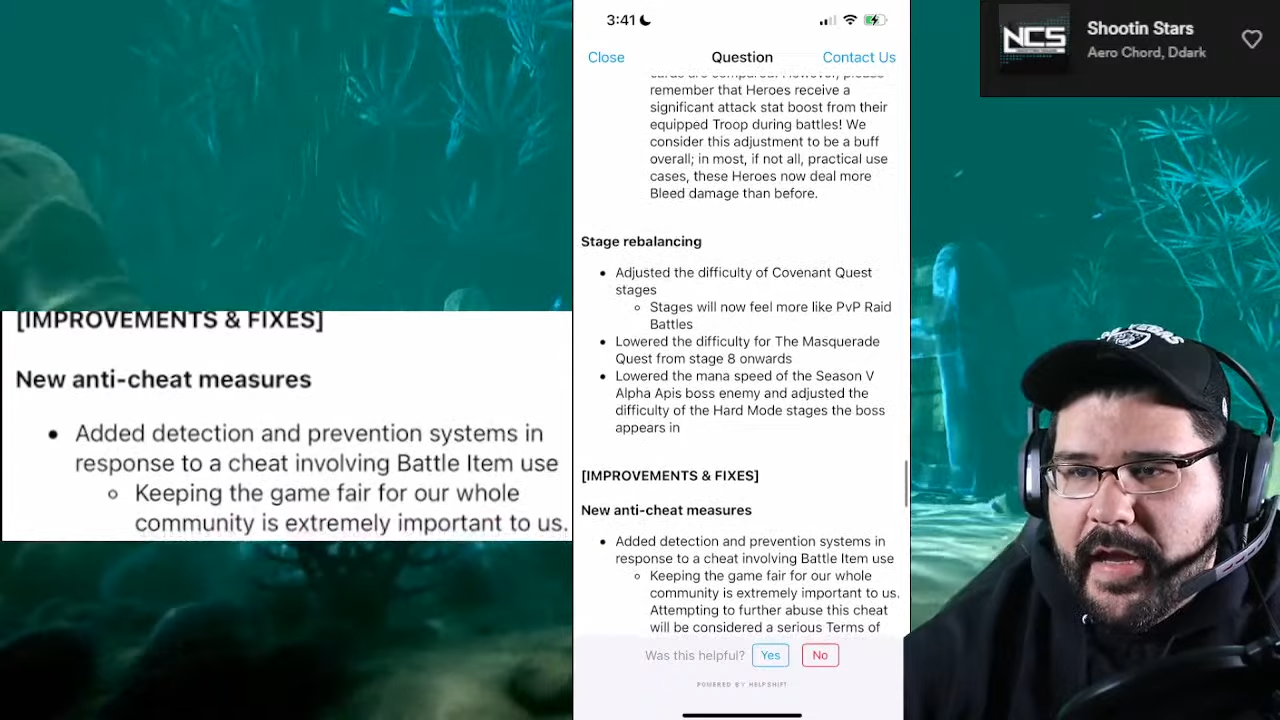 [IMPROVEMENTS & FIXES]
New anti-cheat measures
• Added detection and prevention systems in
response to a cheat involving Battle Item use
○ Keeping the game fair for our whole
community is extremely important to us.
3:41
Close
Question
Contact Us
cards are compared. However, please
remember that Heroes receive a
significant attack stat boost from their
equipped Troop during battles! We
consider this adjustment to be a buff
overall; in most, if not all, practical use
cases, these Heroes now deal more
Bleed damage than before.
Stage rebalancing
• Adjusted the difficulty of Covenant Quest
stages
○ Stages will now feel more like PvP Raid
Battles
• Lowered the difficulty for The Masquerade
Quest from stage 8 onwards
• Lowered the mana speed of the Season V
Alpha Apis boss enemy and adjusted the
difficulty of the Hard Mode stages the boss
appears in
[IMPROVEMENTS & FIXES]
New anti-cheat measures
• Added detection and prevention systems in
response to a cheat involving Battle Item use
○ Keeping the game fair for our whole
community is extremely important to us.
Attempting to further abuse this cheat
will be considered a serious Terms of
Was this helpful?
Yes
No
POWERED BY HELPSHIFT
NCS
Shootin Stars
Aero Chord, Ddark